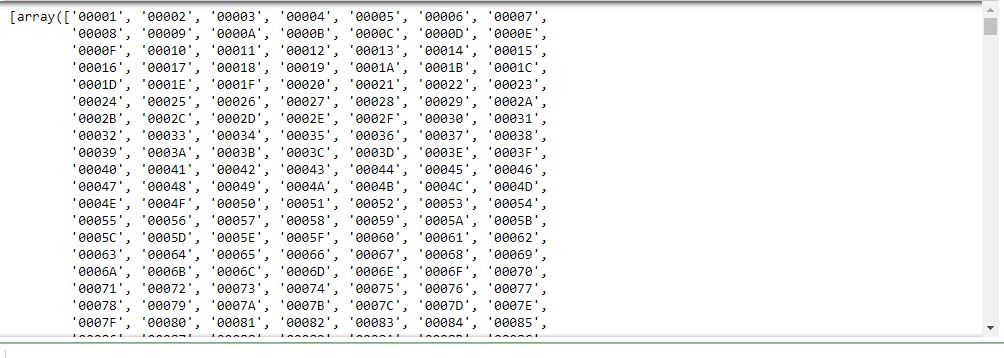 [array(['00001', '00002', '00003', '00004', '00005', '00006', '00007',
'00008', '00009', '0000A', '0000B', '0000C', '0000D', '0000E',
'0000F', '00010', '00011', '00012', '00013', '00014', '00015',
'00016', '00017', '00018', '00019', '0001A', '0001B', '0001C',
'0001D', '0001E', '0001F', '00020', '00021', '00022', '00023',
'00024', '00025', '00026', '00027', '00028', '00029', '0002A',
'0002B', '0002C', '0002D', '0002E', '0002F', '00030', '00031',
'00032', '00033', '00034', '00035', '00036', '00037', '00038',
'00039', '0003A', '0003B', '0003C', '0003D', '0003E', '0003F',
'00040', '00041', '00042', '00043', '00044', '00045', '00046',
'00047', '00048', '00049', '0004A', '0004B', '0004C', '0004D',
'0004E', '0004F', '00050', '00051', '00052', '00053', '00054',
'00055', '00056', '00057', '00058', '00059', '0005A', '0005B',
'0005C', '0005D', '0005E', '0005F', '00060', '00061', '00062',
'00063', '00064', '00065', '00066', '00067', '00068', '00069',
'0006A', '0006B', '0006C', '0006D', '0006E', '0006F', '00070',
'00071', '00072', '00073', '00074', '00075', '00076', '00077',
'00078', '00079', '0007A', '0007B', '0007C', '0007D', '0007E',
'0007F', '00080', '00081', '00082', '00083', '00084', '00085',